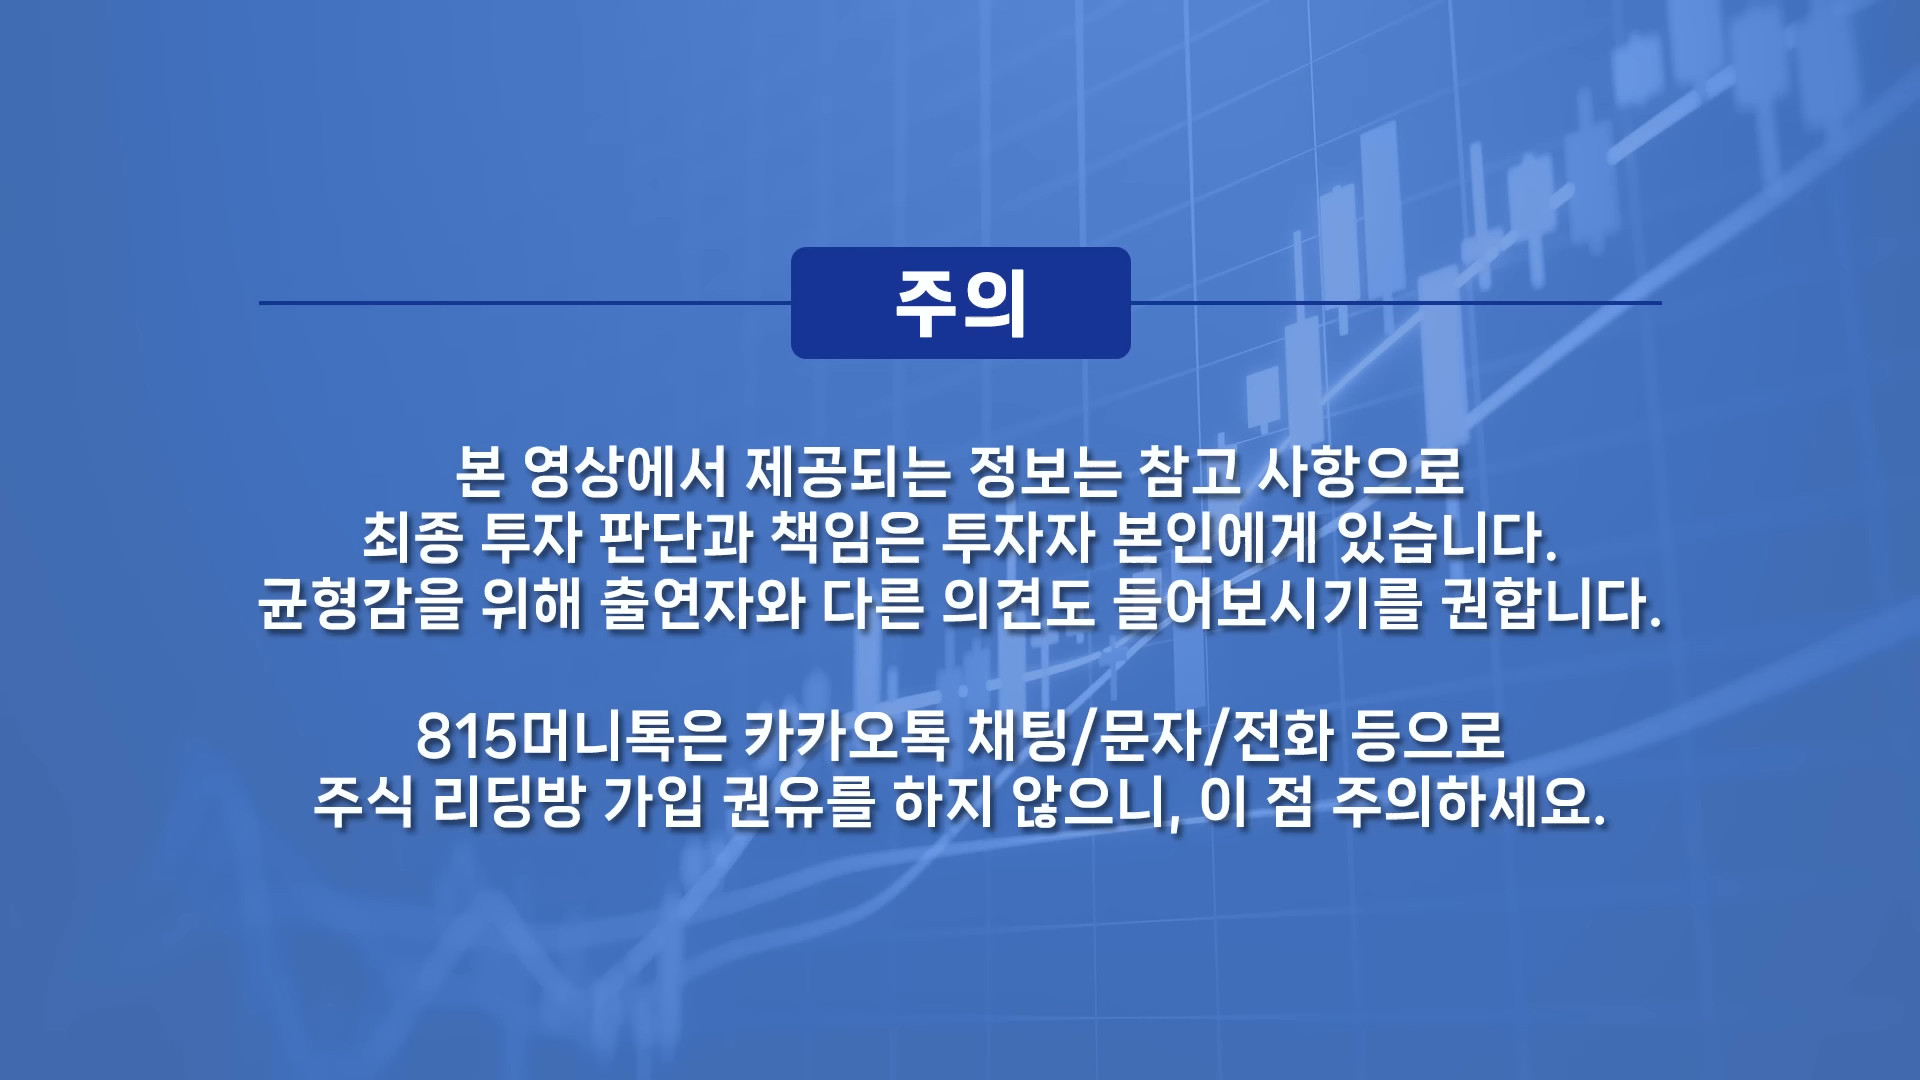 주의
본 영상에서 제공되는 정보는 참고 사항으로
최종 투자 판단과 책임은 투자자 본인에게 있습니다.
균형감을 위해 출연자와 다른 의견도 들어보시기를 권합니다.
815머니톡은 카카오톡 채팅/문자/전화 등으로
주식 리딩방 가입 권유를 하지 않으니, 이 점 주의하세요.